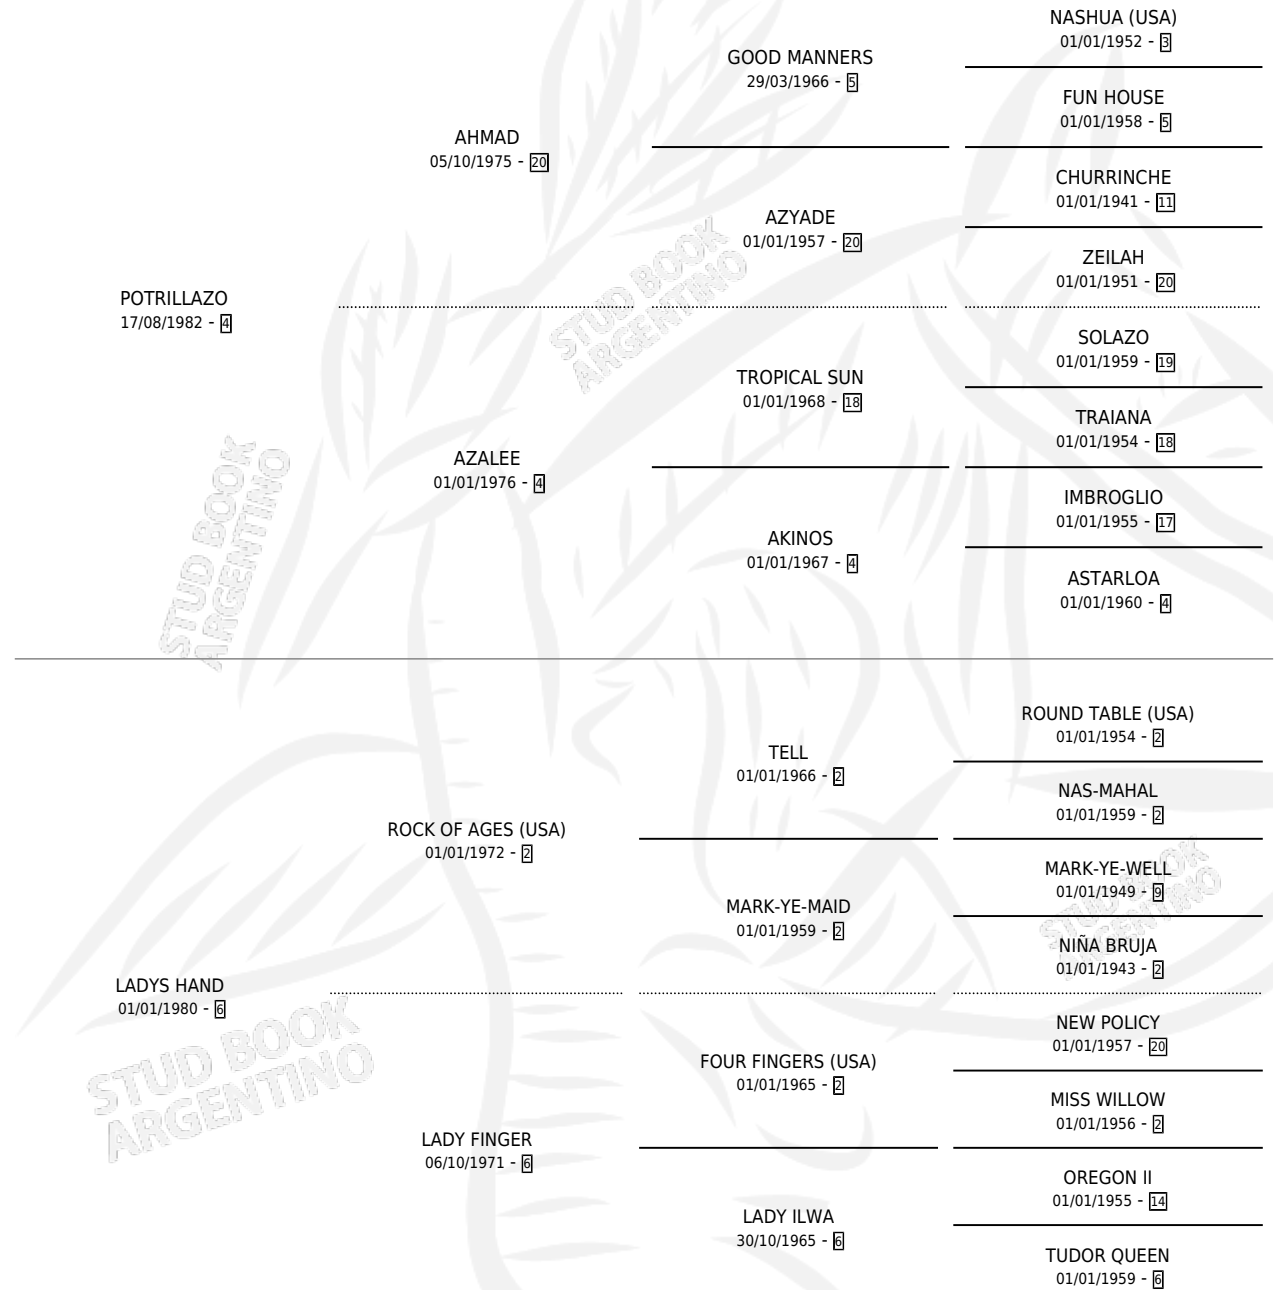 NASHUA (USA)
01/01/1952 - 3
GOOD MANNERS
29/03/1966 - 5
FUN HOUSE
01/01/1958 - 5
AHMAD
05/10/1975 - 20
CHURRINCHE
01/01/1941 - 11
AZYADE
01/01/1957 - 20
ZEILAH
01/01/1951 - 20
POTRILLAZO
17/08/1982 - 4
SOLAZO
01/01/1959 - 19
TROPICAL SUN
01/01/1968 - 18
TRAIANA
01/01/1954 - 18
AZALEE
01/01/1976 - 4
IMBROGLIO
01/01/1955 - 17
AKINOS
01/01/1967 - 4
ASTARLOA
01/01/1960 - 4
ROUND TABLE (USA)
01/01/1954 - 2
TELL
01/01/1966 - 2
NAS-MAHAL
01/01/1959 - 2
ROCK OF AGES (USA)
01/01/1972 - 2
MARK-YE-WELL
01/01/1949 - 9
MARK-YE-MAID
01/01/1959 - 2
NIÑA BRUJA
01/01/1943 - 2
LADYS HAND
01/01/1980 - 6
NEW POLICY
01/01/1957 - 20
FOUR FINGERS (USA)
01/01/1965 - 2
MISS WILLOW
01/01/1956 - 2
LADY FINGER
06/10/1971 - 6
OREGON II
01/01/1955 - 14
LADY ILWA
30/10/1965 - 6
TUDOR QUEEN
01/01/1959 - 6
STUD BOOK
ARGENTINO
STUD BOOK
ARGENTINO
STUD BOOK
ARGENTINO
STUD BOOK
ARGENTINO